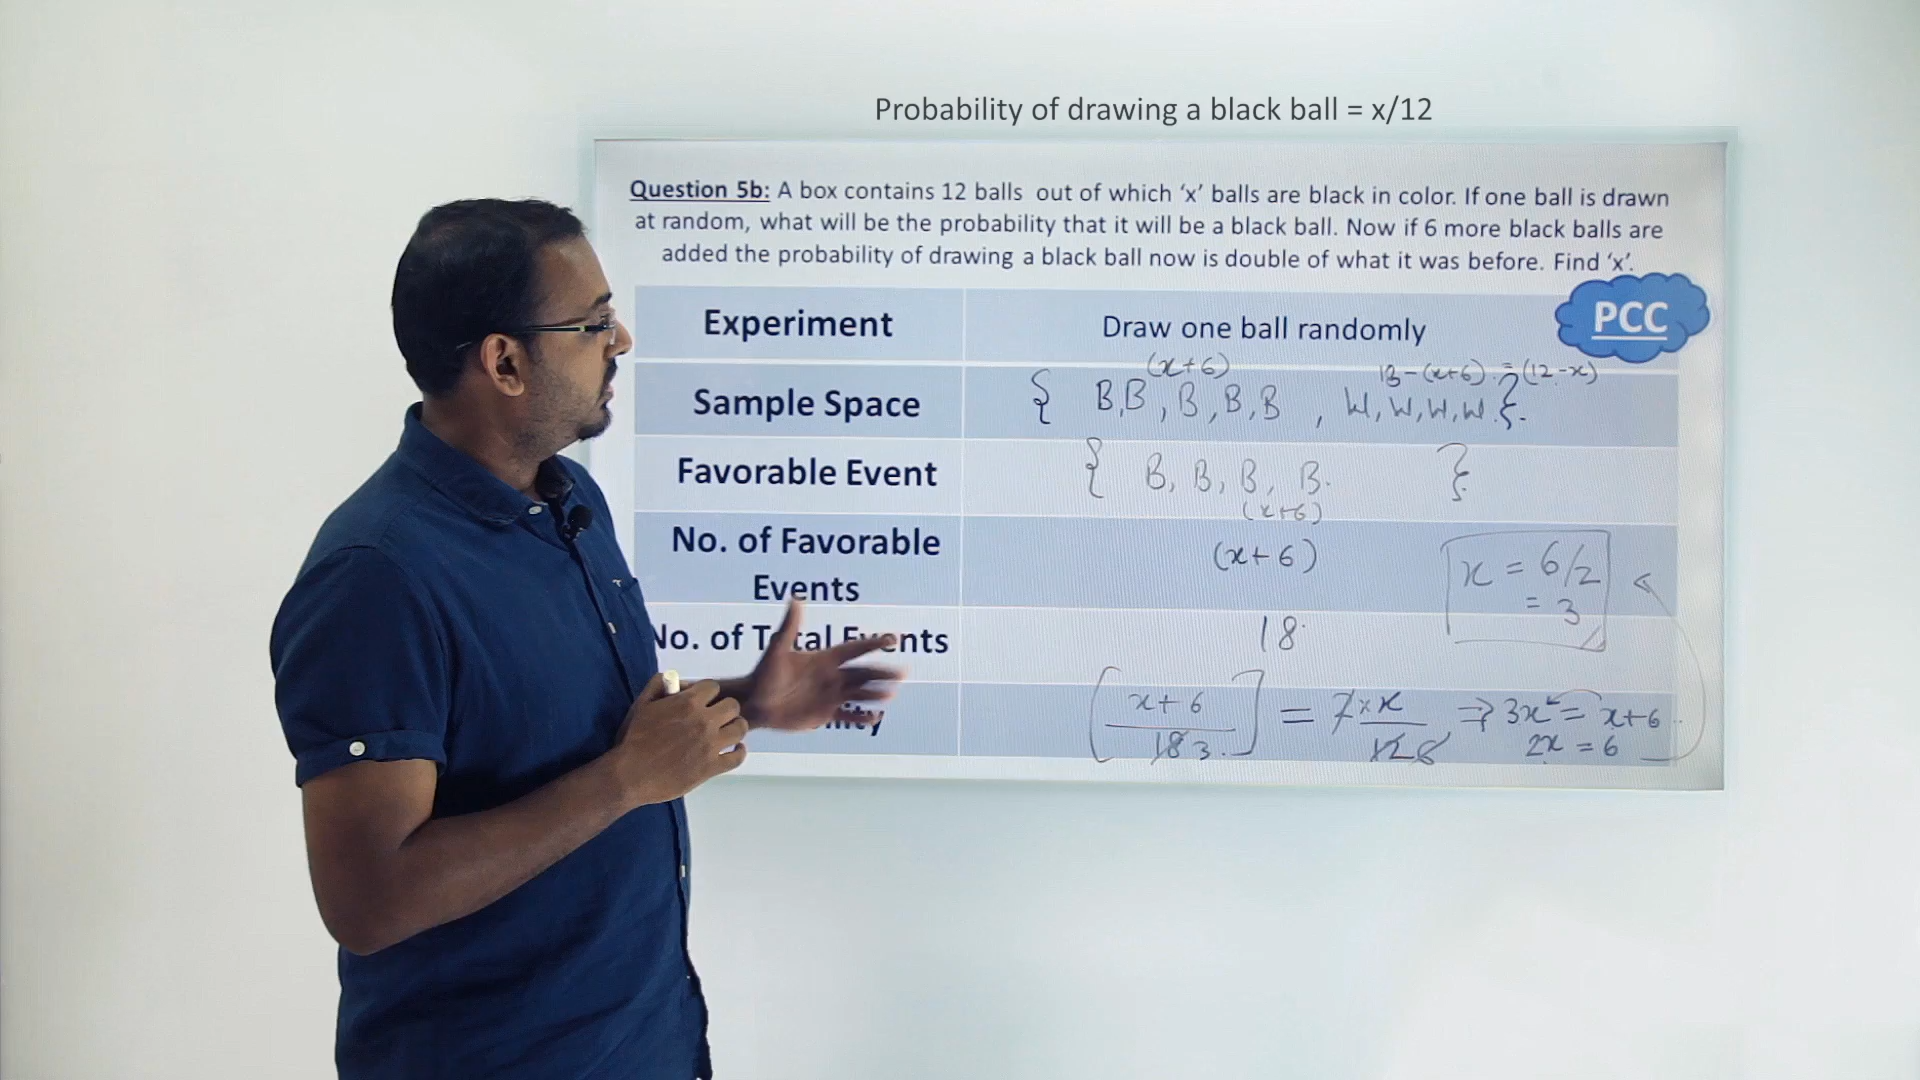 Probability of drawing a black ball = x/12
Question 5b: A box contains 12 balls out of which ‘x’ balls are black in color. If one ball is drawn
at random, what will be the probability that it will be a black ball. Now if 6 more black balls are
added the probability of drawing a black ball now is double of what it was before. Find ‘x’.
PCC
Experiment
Draw one ball randomly
(x+6)
-(x+6) = (12-x)
Sample Space
{ B,B, B,B,B , W,W,W,W }.
Favorable Event
{ B, B, B, B. }
(x+6)
No. of Favorable
Events
(x+6)
x = 6/2
= 3
No. of Total Events
18
x+6
= x
⇒ 3x = x+6
18 3
12 6
2x = 6